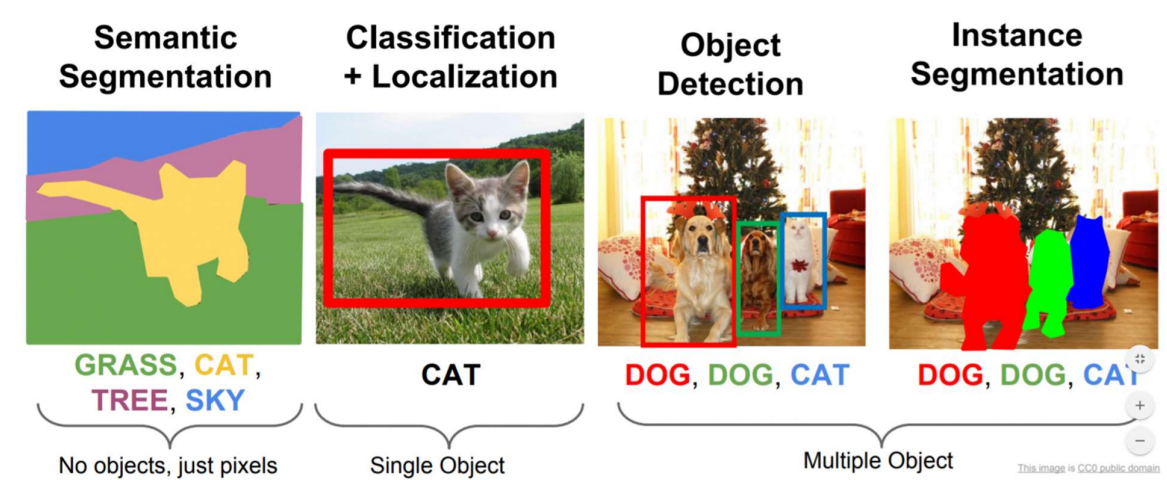 Semantic
Segmentation
Classification
+ Localization
Object
Detection
Instance
Segmentation
GRASS, CAT,
TREE, SKY
CAT
DOG, DOG, CAT
DOG, DOG, CAT
No objects, just pixels
Single Object
Multiple Object
This image is CC0 public domain